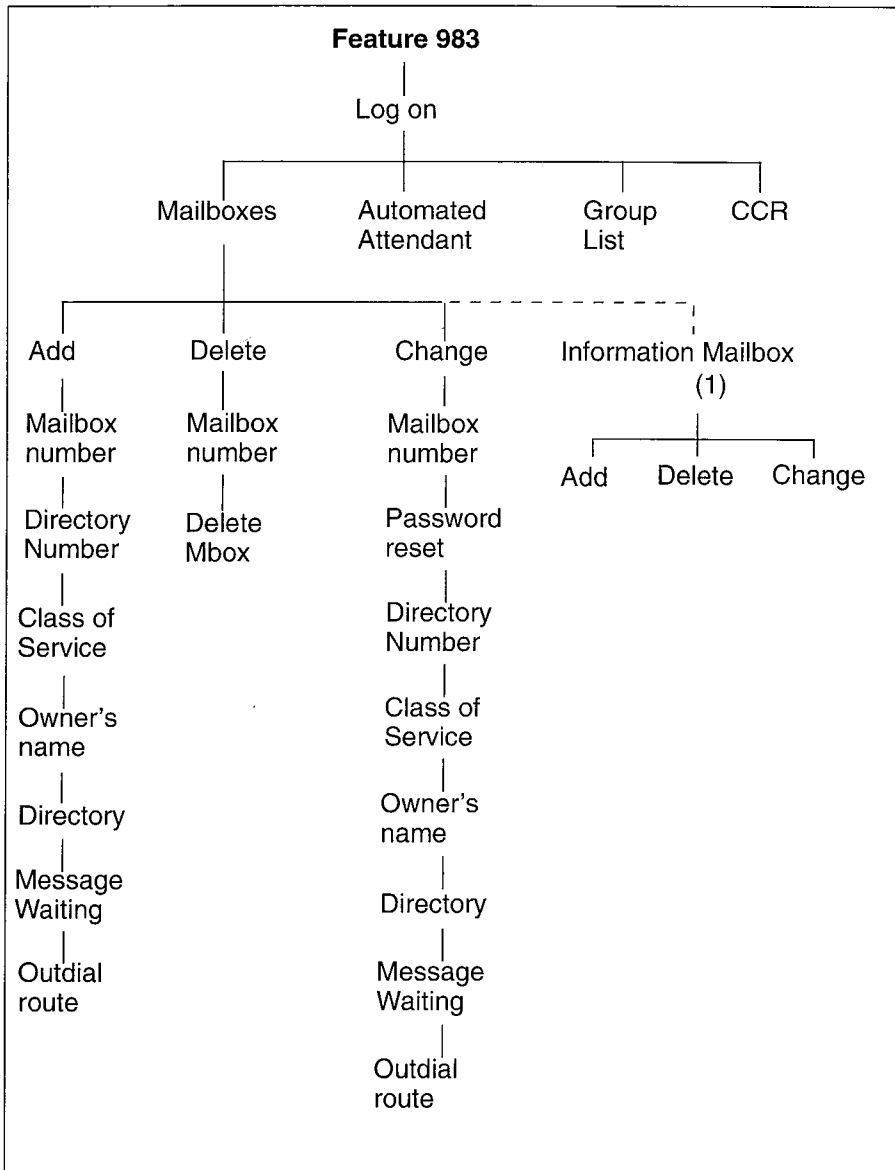 Feature 983
Log on
Mailboxes
Automated
Attendant
Group
List
CCR
Add
Delete
Change
Information Mailbox
(1)
Mailbox
number
Directory
Number
Class of
Service
Owner's
name
Directory
Message
Waiting
Outdial
route
Mailbox
number
Delete
Mbox
Mailbox
number
Password
reset
Directory
Number
Class of
Service
Owner's
name
Directory
Message
Waiting
Outdial
route
Add
Delete
Change